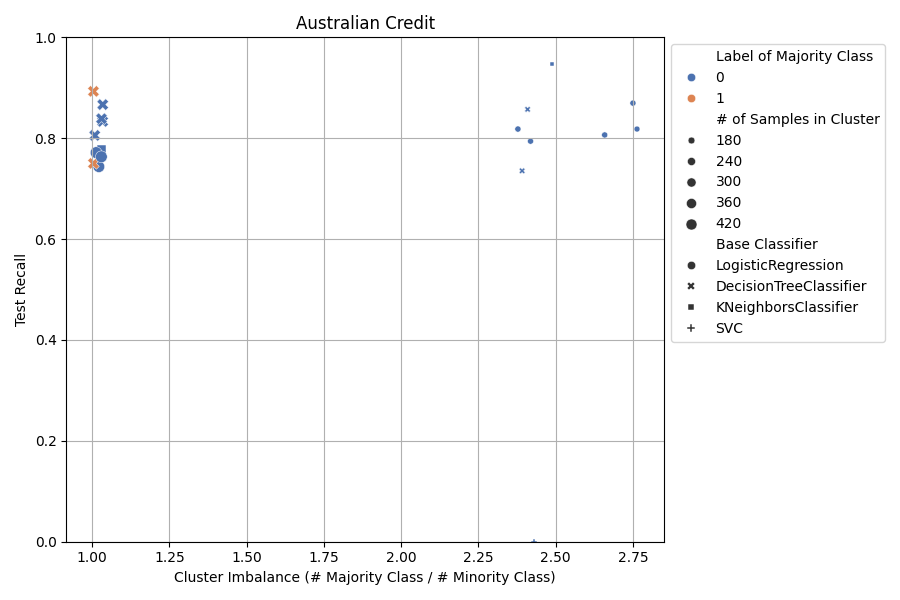 Australian Credit
1.0
0.8
0.6
0.4
0.2
0.0
Test Recall
1.00 1.25 1.50 1.75 2.00 2.25 2.50 2.75
Cluster Imbalance (# Majority Class / # Minority Class)
Label of Majority Class
0
1
# of Samples in Cluster
180
240
300
360
420
Base Classifier
LogisticRegression
DecisionTreeClassifier
KNeighborsClassifier
SVC